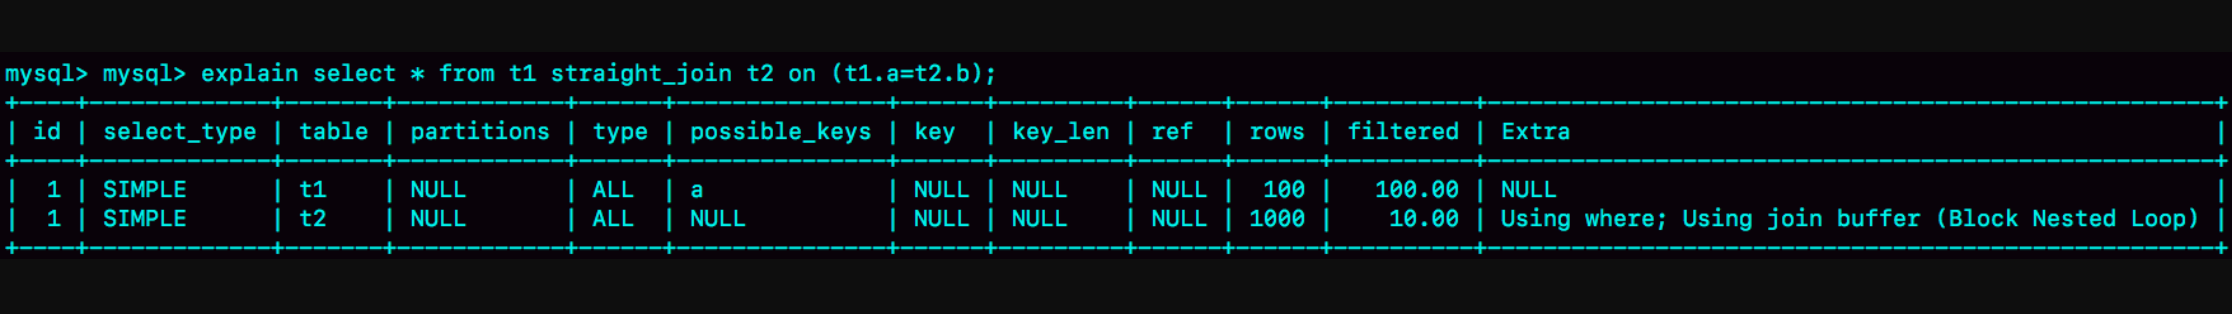 mysql> mysql> explain select * from t1 straight_join t2 on (t1.a=t2.b);
+----+-------------+-------+------------+------+---------------+------+---------+------+------+----------+----------------------------------------------------+
| id | select_type | table | partitions | type | possible_keys | key  | key_len | ref  | rows | filtered | Extra                                              |
+----+-------------+-------+------------+------+---------------+------+---------+------+------+----------+----------------------------------------------------+
|  1 | SIMPLE      | t1    | NULL       | ALL  | a             | NULL | NULL    | NULL |  100 |   100.00 | NULL                                               |
|  1 | SIMPLE      | t2    | NULL       | ALL  | NULL          | NULL | NULL    | NULL | 1000 |    10.00 | Using where; Using join buffer (Block Nested Loop) |
+----+-------------+-------+------------+------+---------------+------+---------+------+------+----------+----------------------------------------------------+